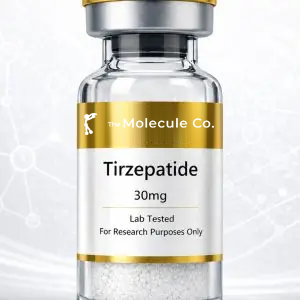 The Molecule Co.
Tirzepatide
30mg
Lab Tested
For Research Purposes Only